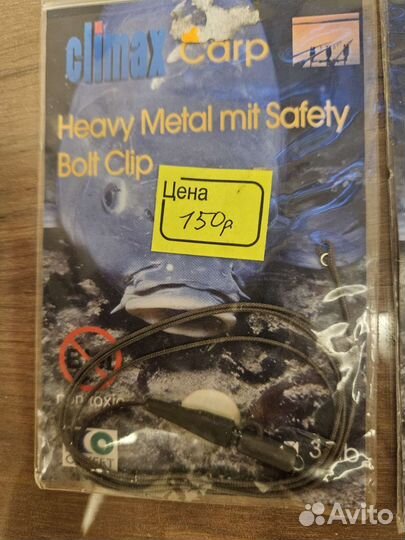 climax Carp
Heavy Metal mit Safety
Bolt Clip
Цена
150р
Avito